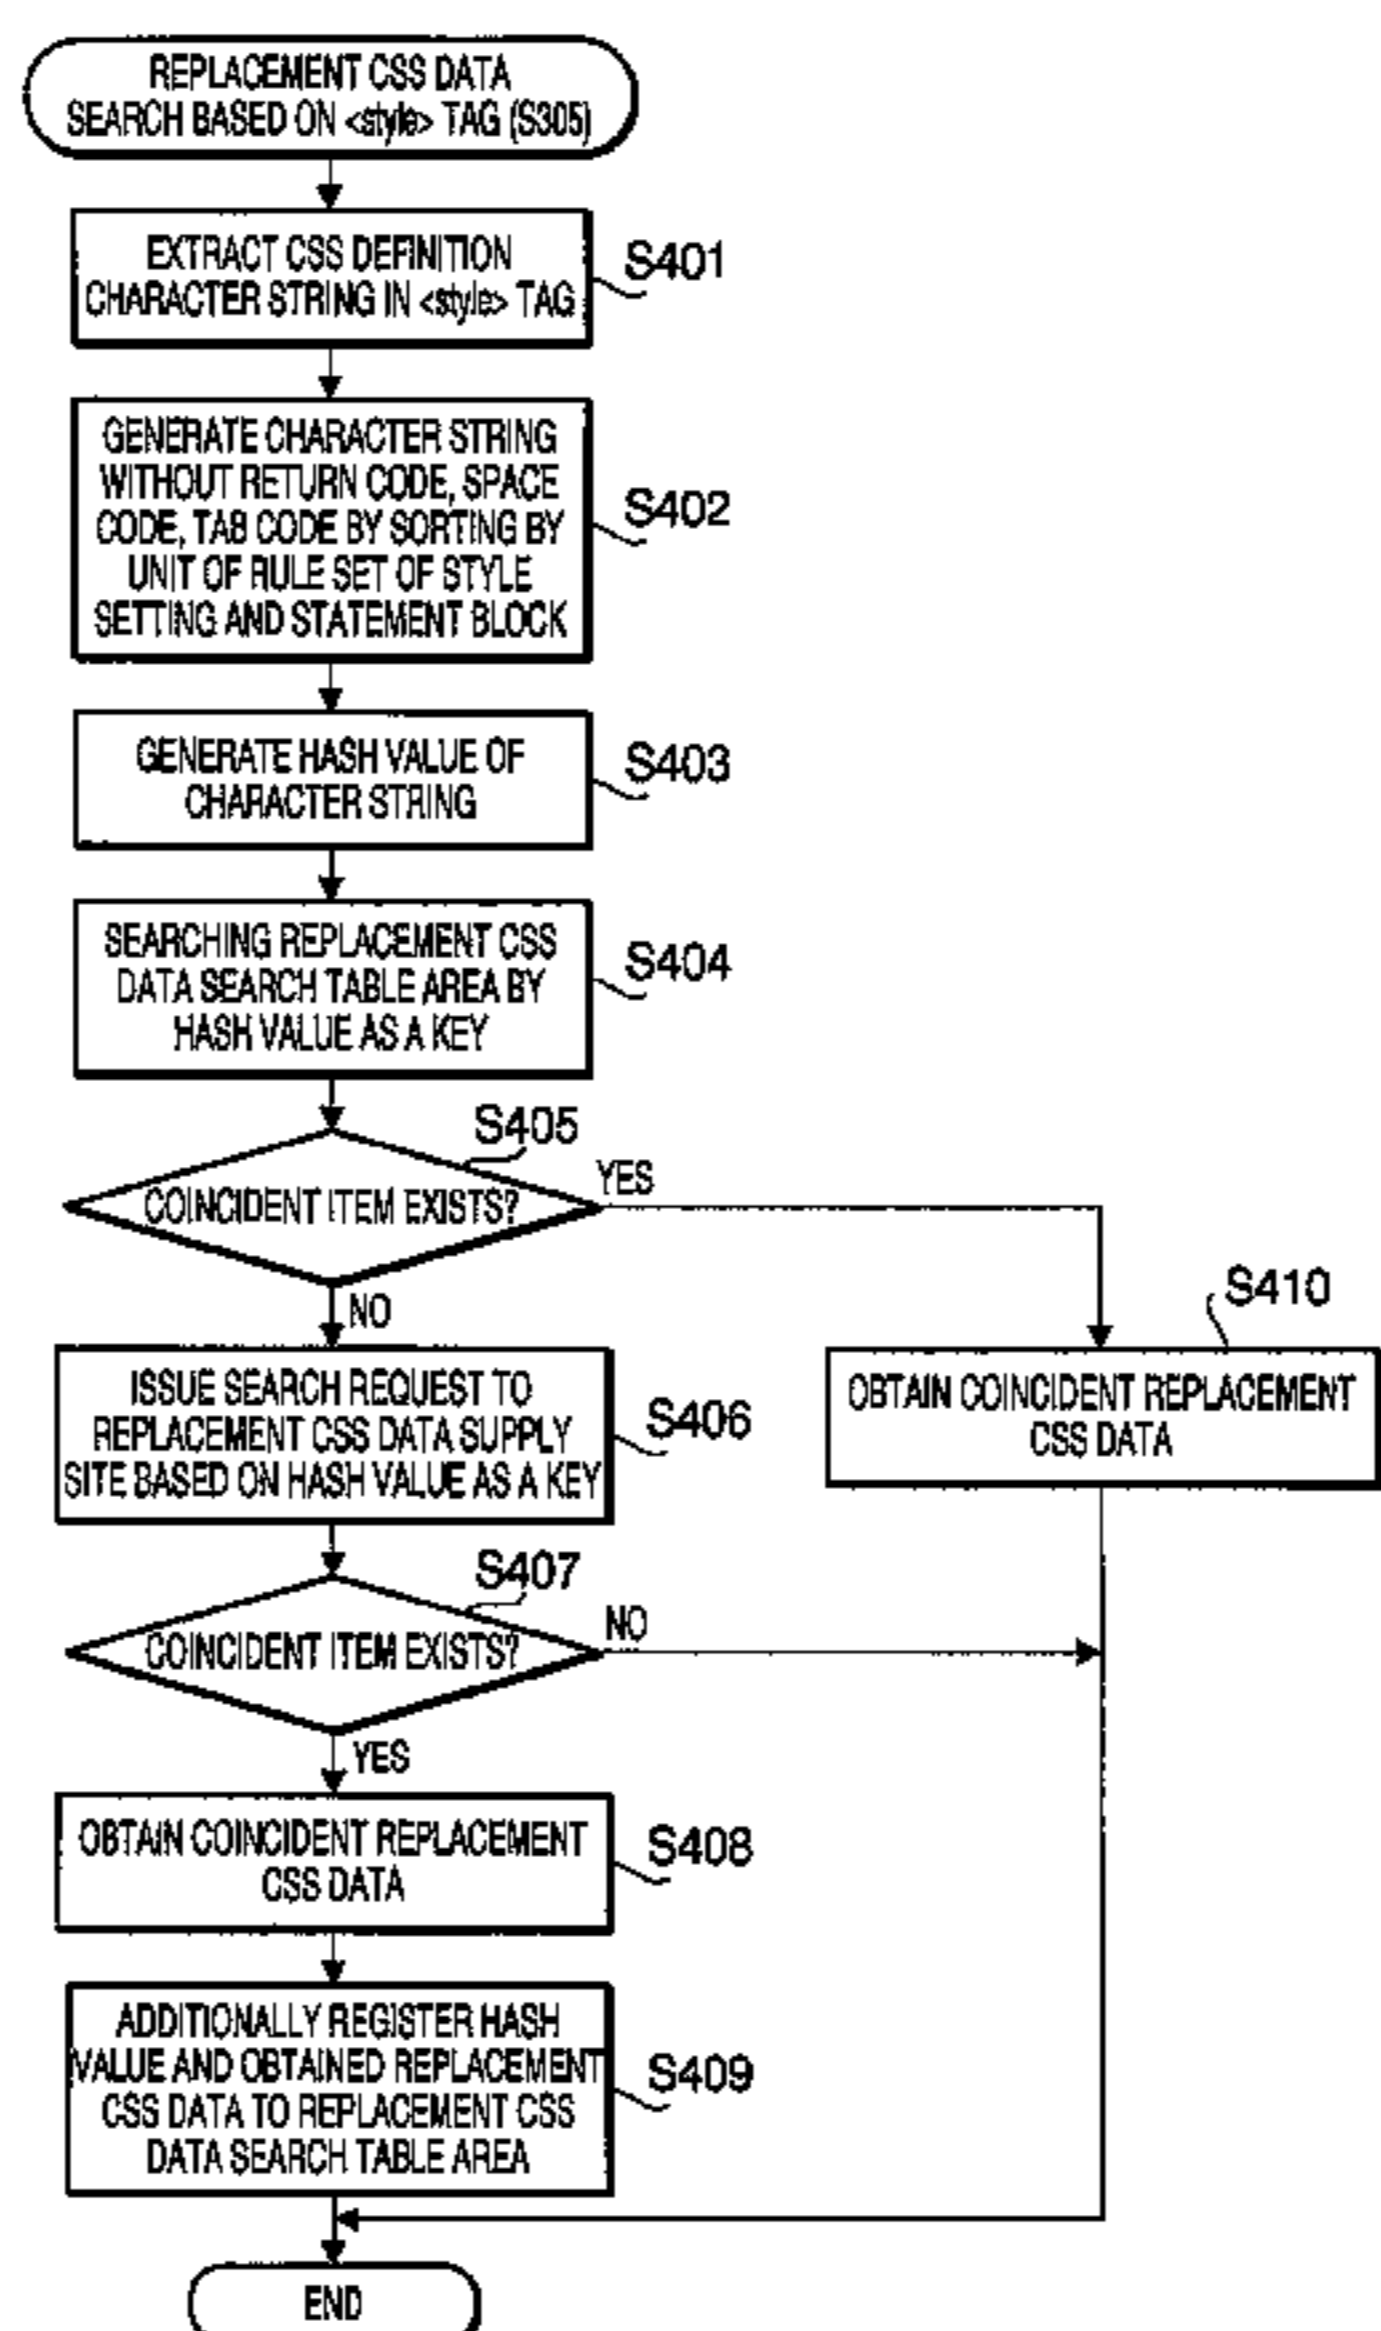 REPLACEMENT CSS DATA
SEARCH BASED ON <style> TAG (S305)
EXTRACT CSS DEFINITION
CHARACTER STRING IN <style> TAG
S401
GENERATE CHARACTER STRING
WITHOUT RETURN CODE, SPACE
CODE, TAB CODE BY SORTING BY
UNIT OF RULE SET OF STYLE
SETTING AND STATEMENT BLOCK
S402
GENERATE HASH VALUE OF
CHARACTER STRING
S403
SEARCHING REPLACEMENT CSS
DATA SEARCH TABLE AREA BY
HASH VALUE AS A KEY
S404
S405
COINCIDENT ITEM EXISTS?
YES
NO
S410
OBTAIN COINCIDENT REPLACEMENT
CSS DATA
ISSUE SEARCH REQUEST TO
REPLACEMENT CSS DATA SUPPLY
SITE BASED ON HASH VALUE AS A KEY
S406
S407
COINCIDENT ITEM EXISTS?
NO
YES
OBTAIN COINCIDENT REPLACEMENT
CSS DATA
S408
ADDITIONALLY REGISTER HASH
VALUE AND OBTAINED REPLACEMENT
CSS DATA TO REPLACEMENT CSS
DATA SEARCH TABLE AREA
S409
END